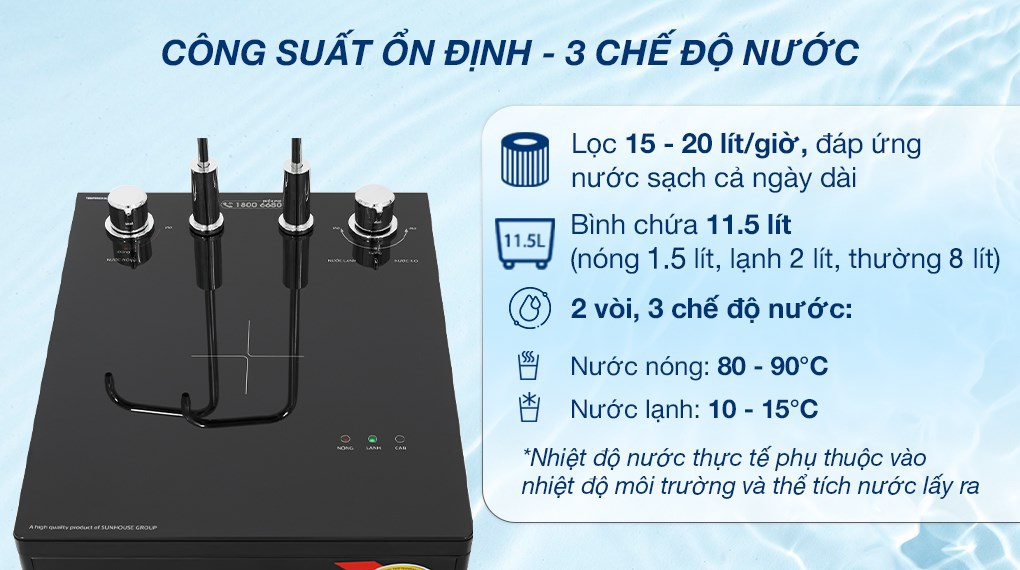 CÔNG SUẤT ỔN ĐỊNH - 3 CHẾ ĐỘ NƯỚC
Lọc 15 - 20 lít/giờ, đáp ứng
nước sạch cả ngày dài
11.5L
Bình chứa 11.5 lít
(nóng 1.5 lít, lạnh 2 lít, thường 8 lít)
2 vòi, 3 chế độ nước:
Nước nóng: 80 - 90°C
Nước lạnh: 10 - 15°C
*Nhiệt độ nước thực tế phụ thuộc vào
nhiệt độ môi trường và thể tích nước lấy ra
1800 6680
NƯỚC LẠNH
NƯỚC R.O
NÓNG LẠNH CẠN
A high quality product of SUNHOUSE GROUP